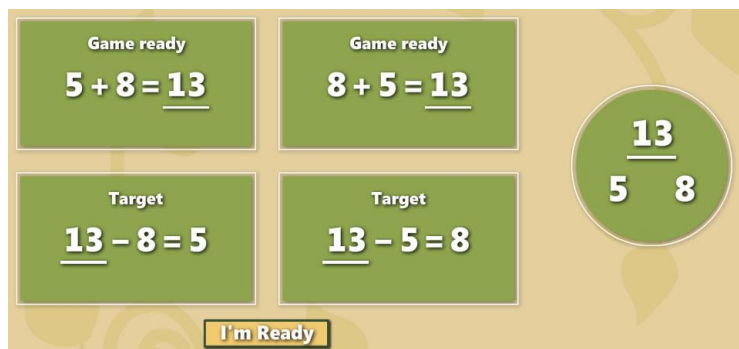 Game ready
5 + 8 = 13
Game ready
8 + 5 = 13
13
5 8
Target
13 – 8 = 5
Target
13 – 5 = 8
I'm Ready